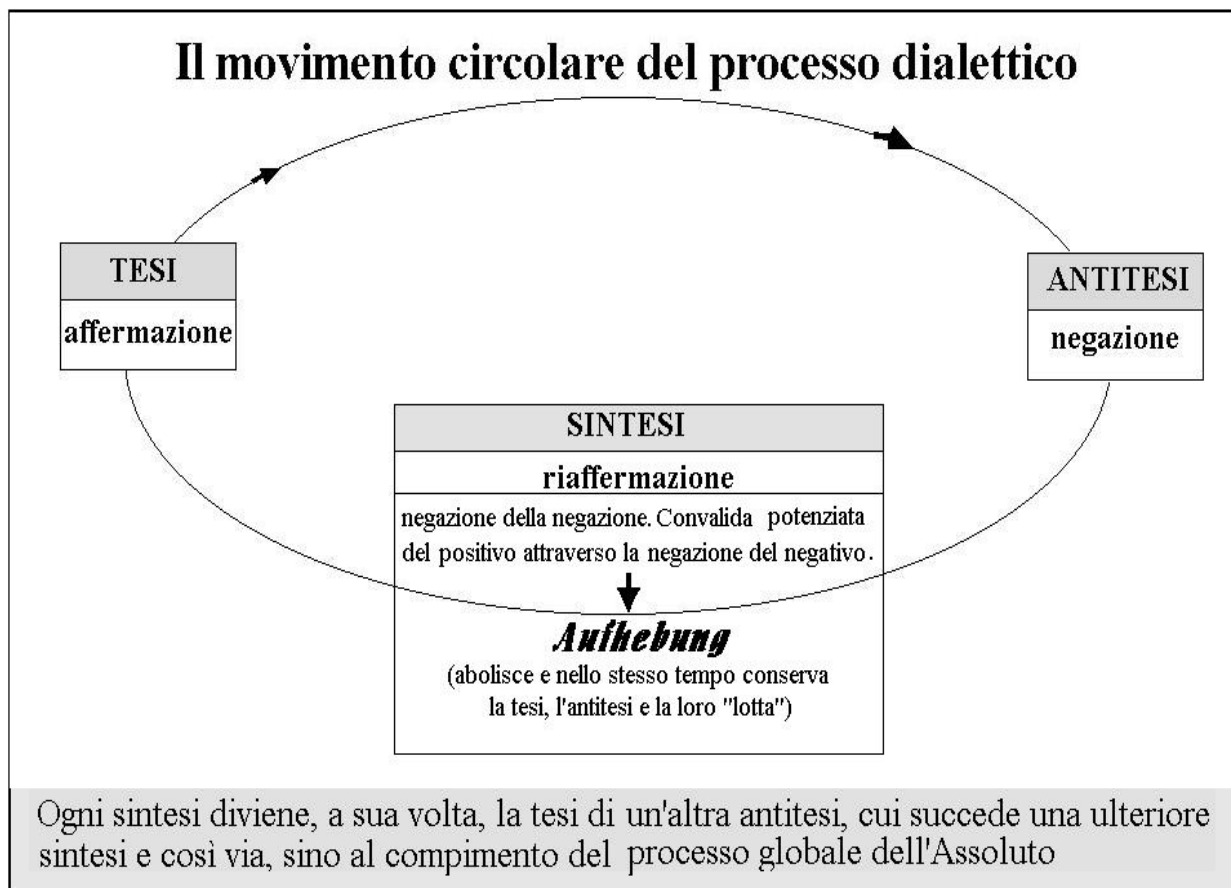 Il movimento circolare del processo dialettico
TESI
affermazione
ANTITESI
negazione
SINTESI
riaffermazione
negazione della negazione. Convalida potenziata
del positivo attraverso la negazione del negativo.
Aufhebung
(abolisce e nello stesso tempo conserva
la tesi, l'antitesi e la loro "lotta")
Ogni sintesi diviene, a sua volta, la tesi di un'altra antitesi, cui succede una ulteriore
sintesi e così via, sino al compimento del processo globale dell'Assoluto